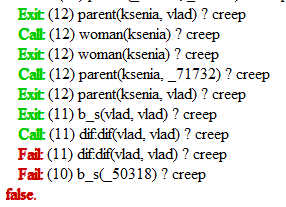 Exit: (12) parent(ksenia, vlad) ? creep
Call: (12) woman(ksenia) ? creep
Exit: (12) woman(ksenia) ? creep
Call: (12) parent(ksenia, _71732) ? creep
Exit: (12) parent(ksenia, vlad) ? creep
Exit: (11) b_s(vlad, vlad) ? creep
Call: (11) dif:dif(vlad, vlad) ? creep
Fail: (11) dif:dif(vlad, vlad) ? creep
Fail: (10) b_s(_50318) ? creep
false.